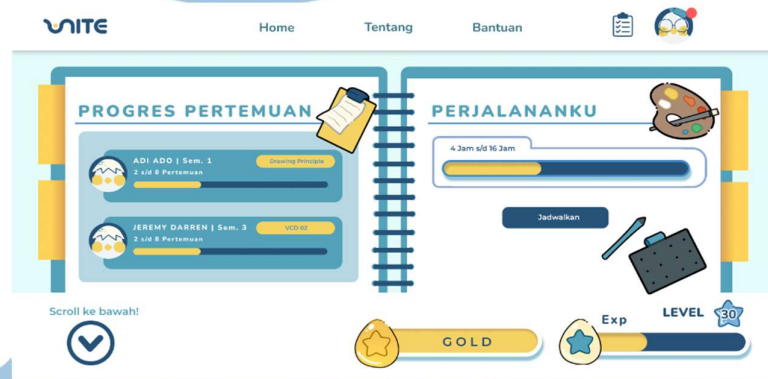 UNITE
Home
Tentang
Bantuan
PROGRES PERTEMUAN
ADI ADO | Sem. 1
Drawing Principle
2 s/d 8 Pertemuan
JEREMY DARREN | Sem. 3
VCD 02
2 s/d 8 Pertemuan
PERJALANANKU
4 Jam s/d 16 Jam
Jadwalkan
Scroll ke bawah!
GOLD
Exp
LEVEL
30